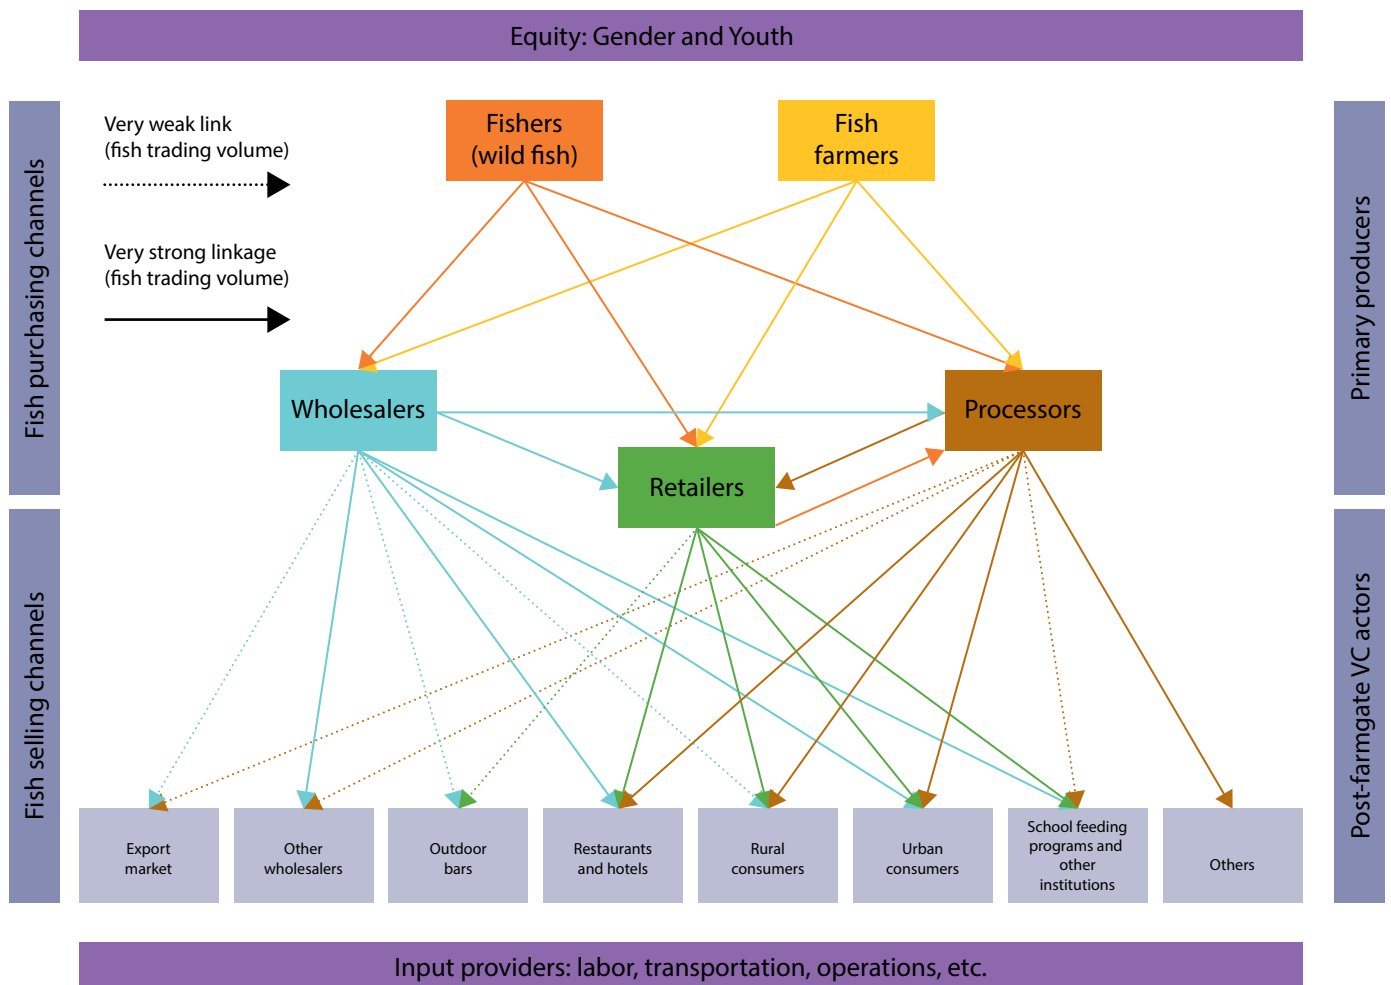 Equity: Gender and Youth
Fish purchasing channels
Very weak link
(fish trading volume)
Very strong linkage
(fish trading volume)
Fishers
(wild fish)
Fish
farmers
Primary producers
Wholesalers
Processors
Retailers
Fish selling channels
Post-farmgate VC actors
Export
market
Other
wholesalers
Outdoor
bars
Restaurants
and hotels
Rural
consumers
Urban
consumers
School feeding
programs and
other
institutions
Others
Input providers: labor, transportation, operations, etc.